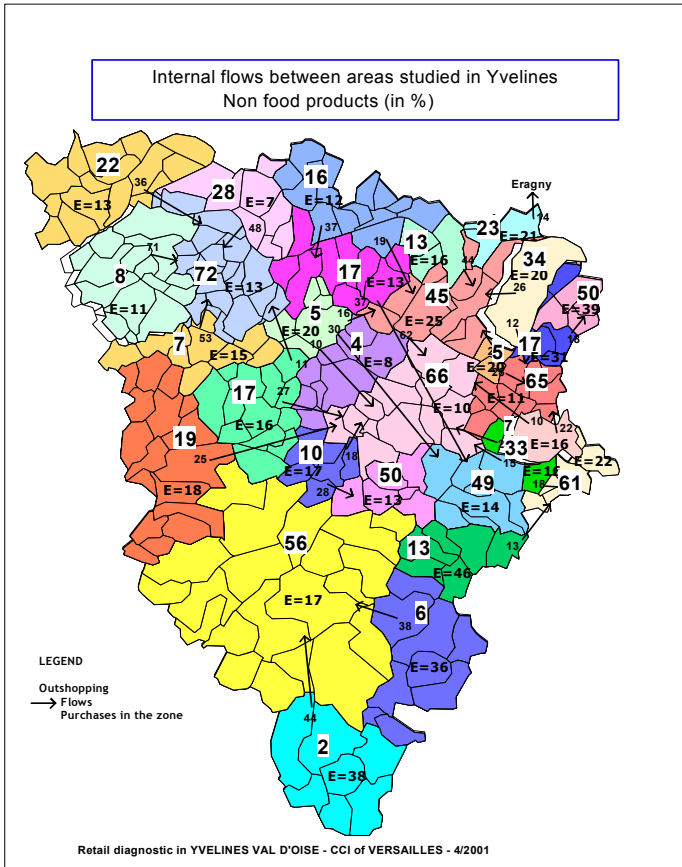 Internal flows between areas studied in Yvelines
Non food products (in %)
22
36
E=13
28
E=7
48
16
E=12
37
Eragny
14
23
E=21
34
E=20
26
12
50
E=39
18
17
E=31
71
8
E=11
72
E=13
17
E=13
19
37
13
E=16
44
45
E=25
62
5
E=20
16
30
10
4
E=8
11
7
53
E=15
66
E=10
5
E=20
65
E=11
17
E=16
27
19
25
E=18
10
E=17
18
28
50
E=13
7
33
15
10
22
E=16
18
E=22
61
49
E=14
13
E=46
13
56
E=17
6
38
E=36
44
2
E=38
LEGEND
Outshopping
Flows
Purchases in the zone
Retail diagnostic in YVELINES VAL D'OISE - CCI of VERSAILLES - 4/2001